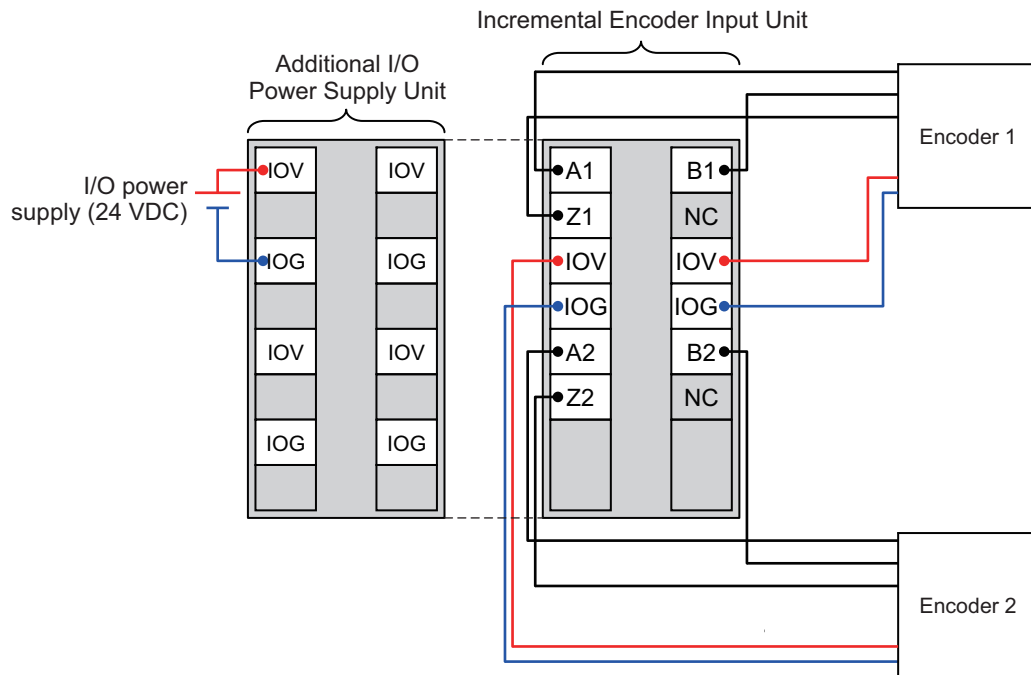 Incremental Encoder Input Unit
Additional I/O
Power Supply Unit
I/O power
supply (24 VDC)
IOV
IOV
IOG
IOG
IOV
IOV
IOG
IOG
A1
B1
Z1
NC
IOV
IOV
IOG
IOG
A2
B2
Z2
NC
Encoder 1
Encoder 2